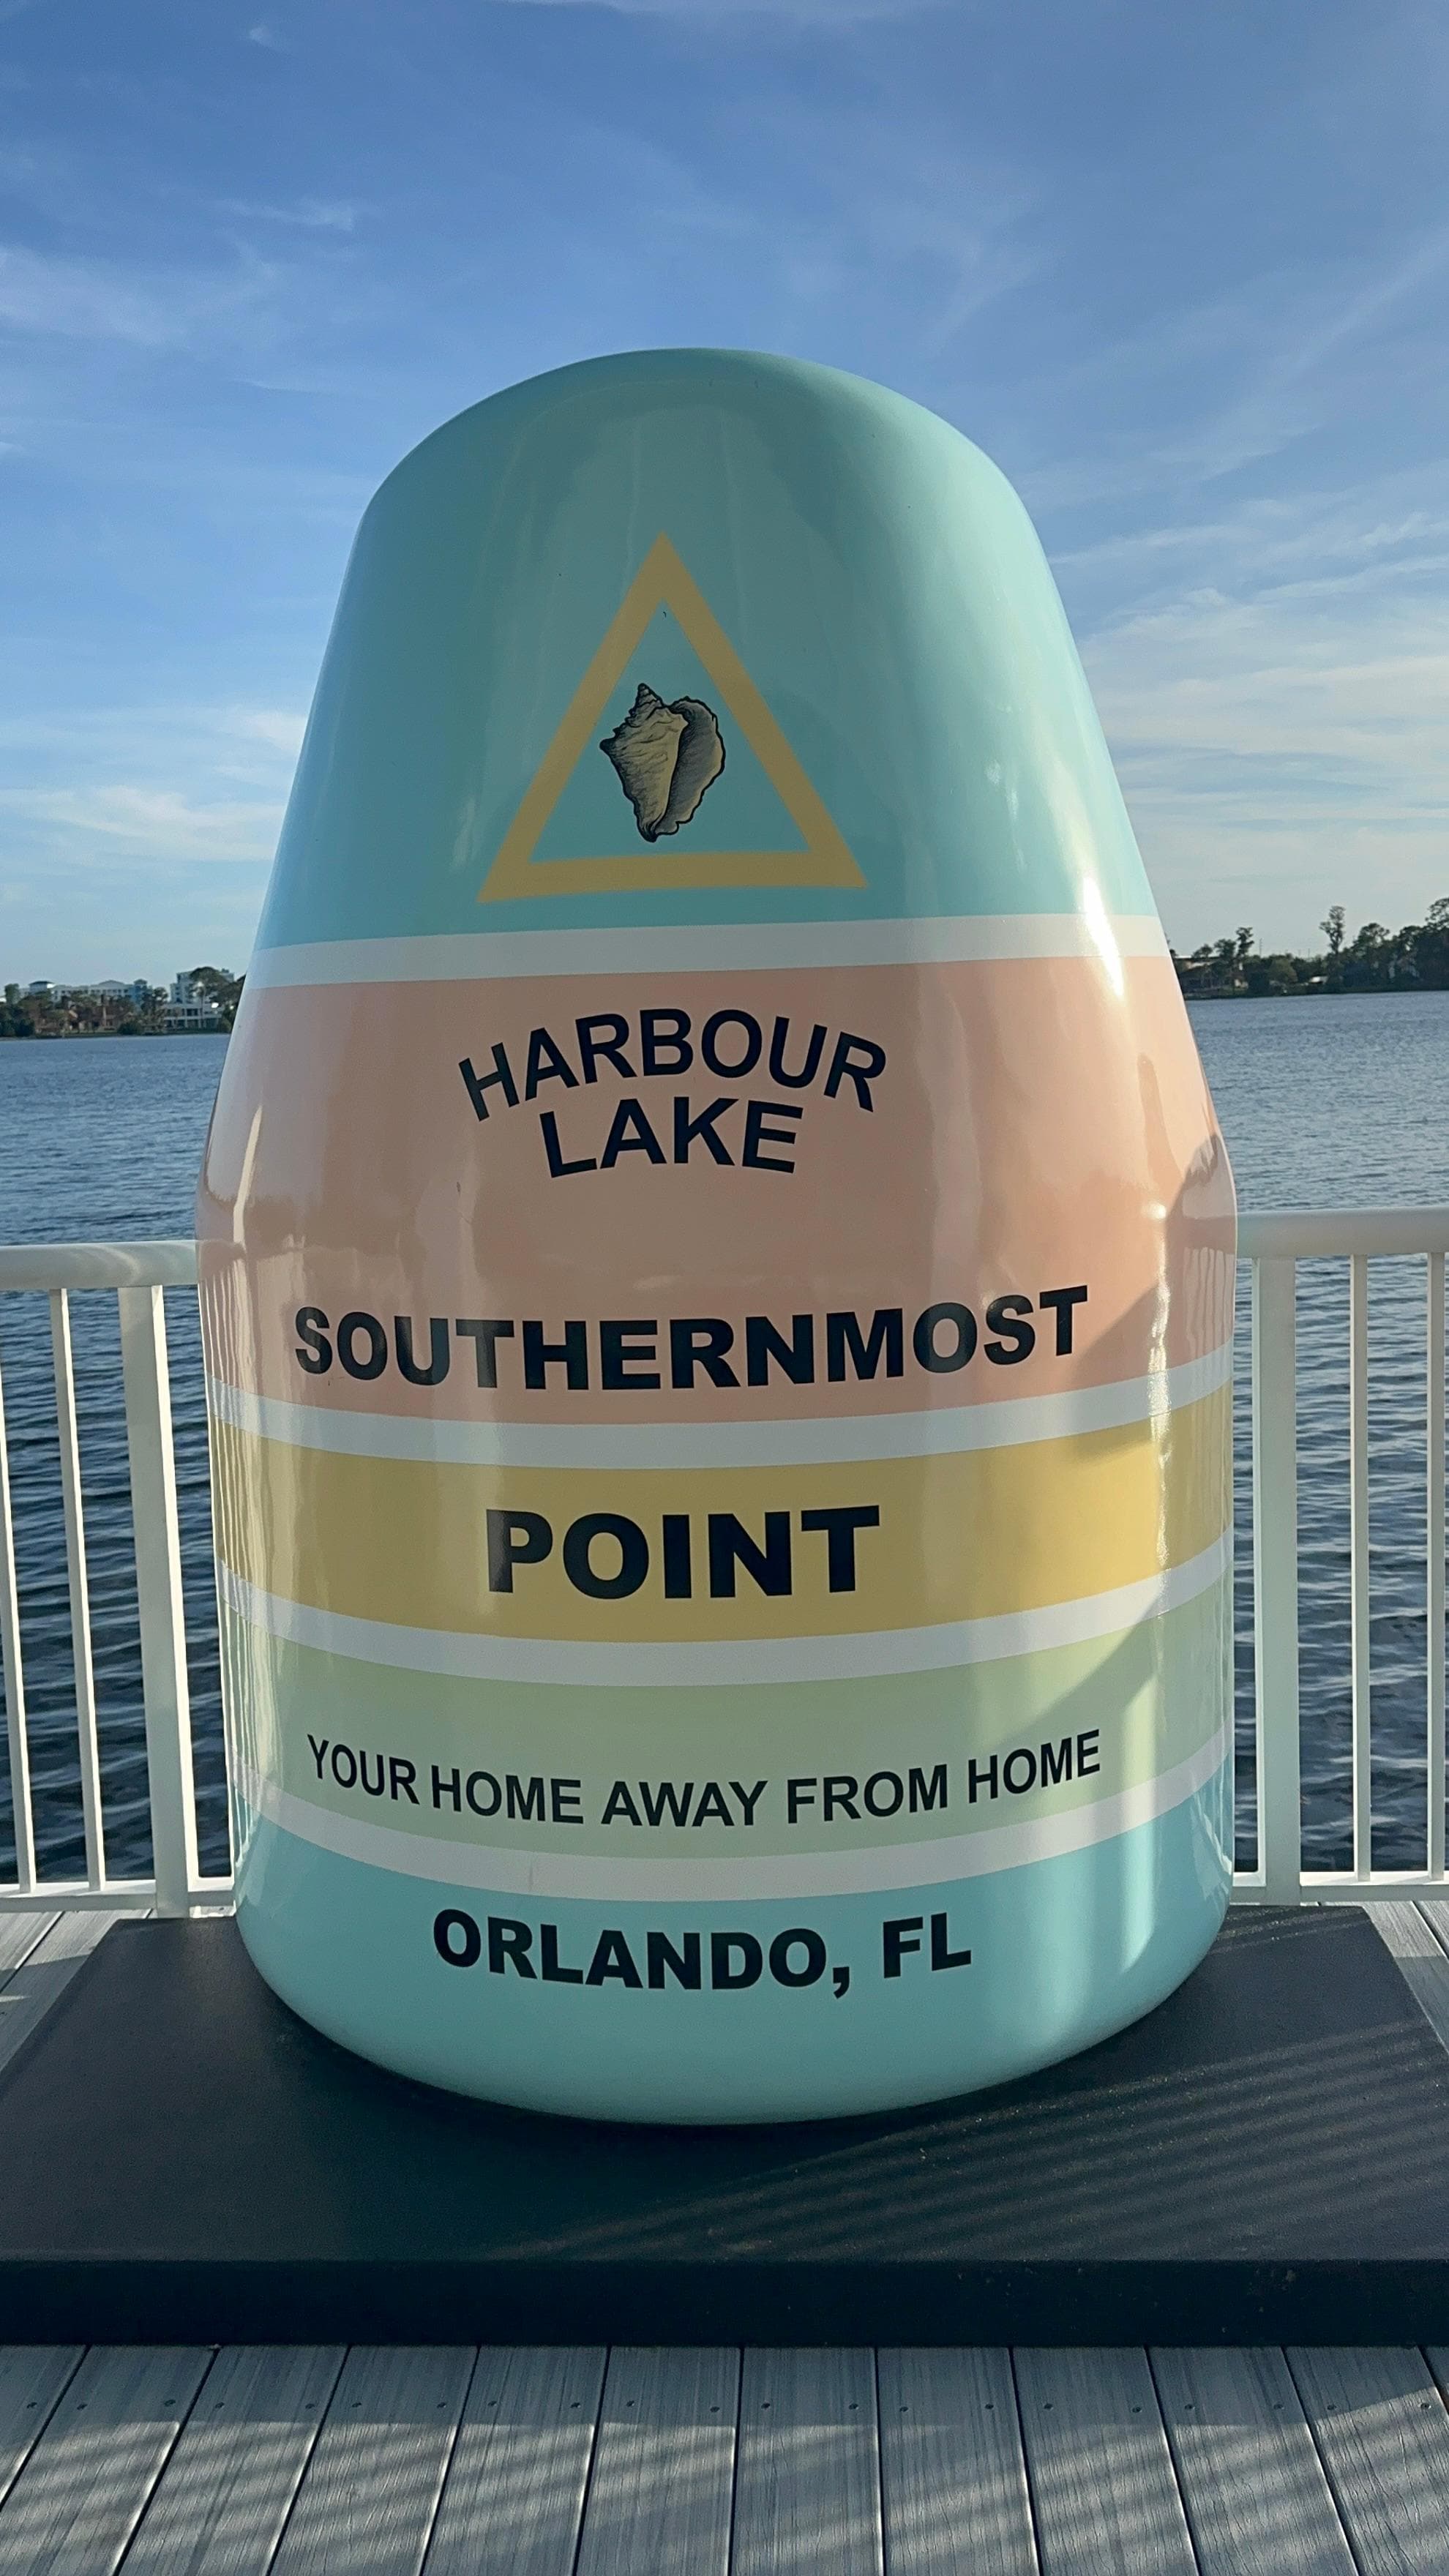 HARBOUR
LAKE
SOUTHERNMOST
POINT
YOUR HOME AWAY FROM HOME
ORLANDO, FL